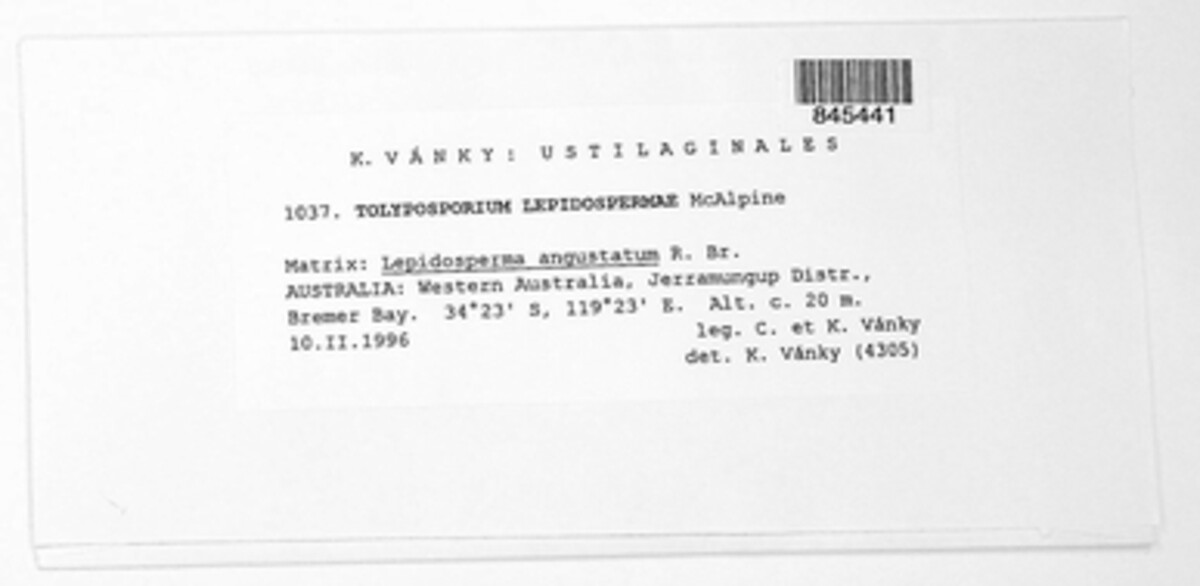 845441
K. VÁNKY: USTILAGINALES
1037. TOLYPOSPORIUM LEPIDOSPERMAE McAlpine
Matrix: Lepidosperma angustatum R. Br.
AUSTRALIA: Western Australia, Jerramungup Distr.,
Bremer Bay. 34°23' S, 119°23' E. Alt. c. 20 m.
10.II.1996 leg. C. et K. Vánky
det. K. Vánky (4305)